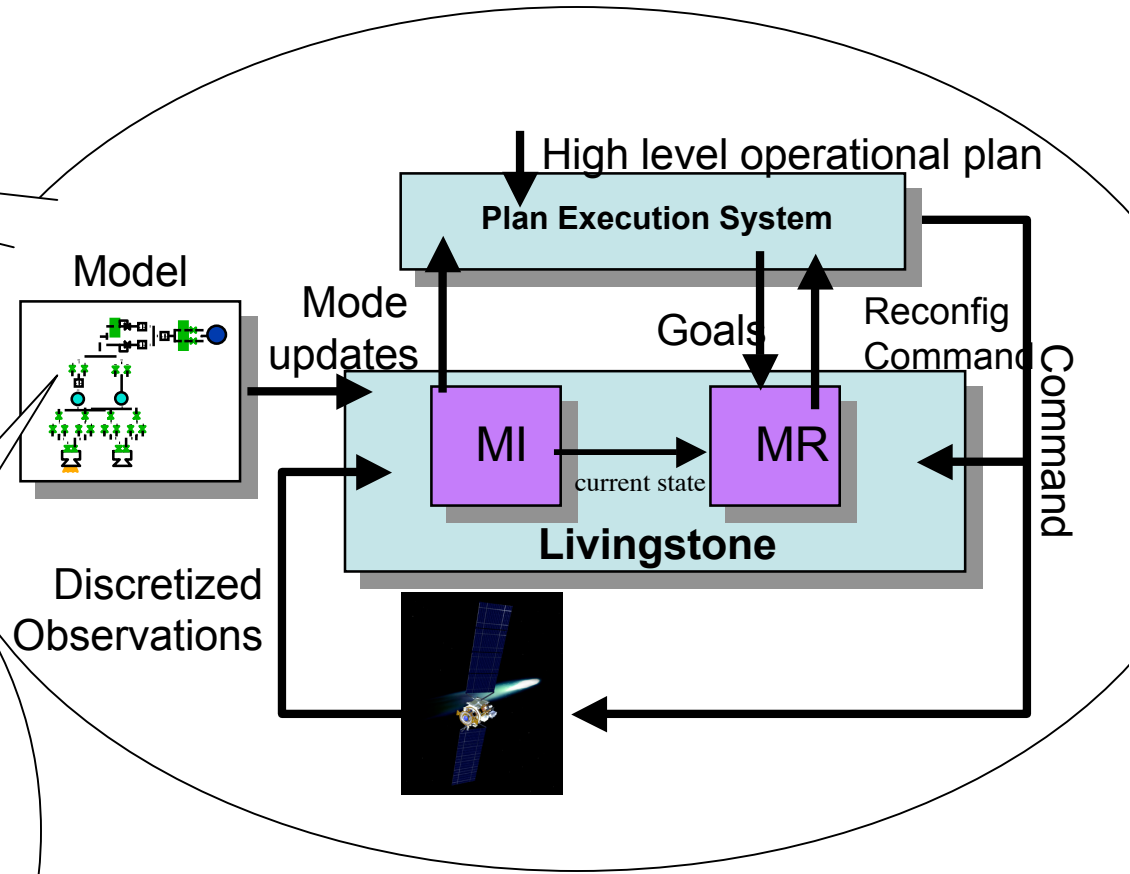 High level operational plan
Plan Execution System
Model
Mode
updates
Goals
Reconfig
Command
Command
MI
current state
MR
Livingstone
Discretized
Observations